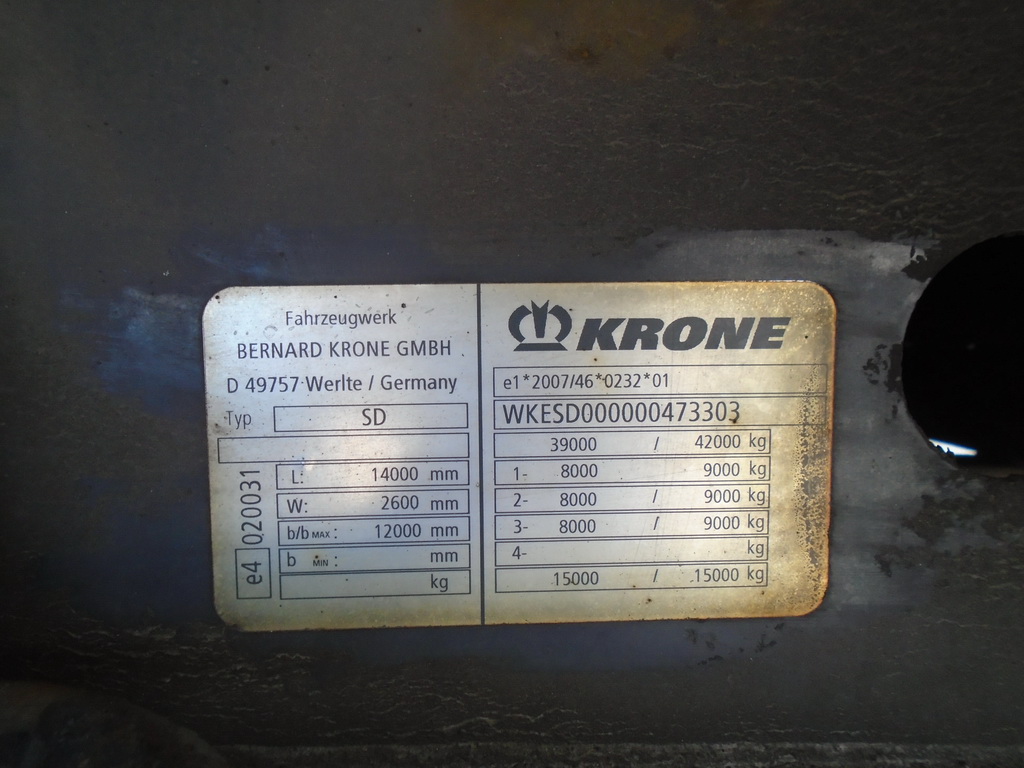 Fahrzeugwerk
BERNARD KRONE GMBH
D 49757 Werlte / Germany
Typ SD
e4 020031
L: 14000 mm
W: 2600 mm
b/b MAX : 12000 mm
b MIN : mm
kg
KRONE
e1*2007/46*0232*01
WKESD000000473303
39000 / 42000 kg
1- 8000 9000 kg
2- 8000 / 9000 kg
3- 8000 / 9000 kg
4- kg
15000 / 15000 kg